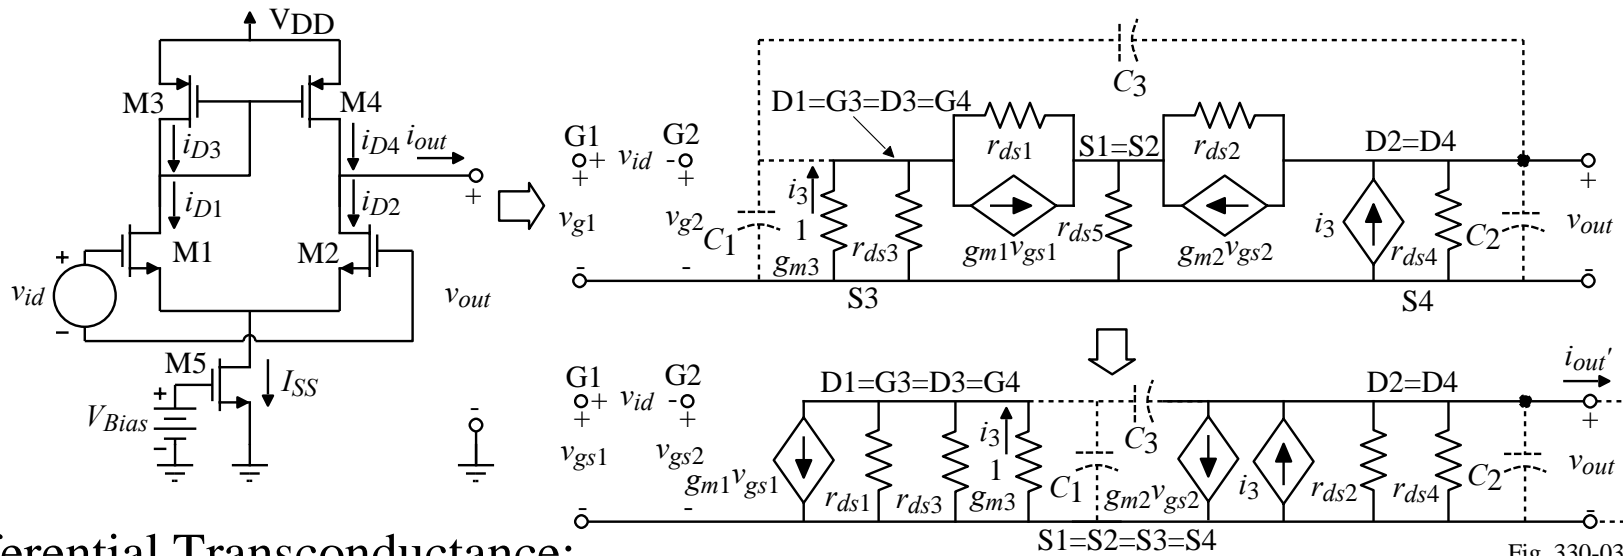 VDD
M3
M4
iD3
iD4
iout
+
iD1
iD2
M1
M2
+
vid
-
vout
M5
+
VBias
-
ISS
-
C3
D1=G3=D3=G4
G1
G2
+ vid -
+
+
vg1
vg2
-
-
C1
i3
1
gm3
rds3
rds1
gm1vgs1
S1=S2
rds5
rds2
gm2vgs2
D2=D4
i3
rds4
C2
+
vout
-
S3
S4
G1
G2
+ vid -
+
+
vgs1
vgs2
-
-
D1=G3=D3=G4
gm1vgs1
rds1
rds3
i3
1
gm3
C1
C3
gm2vgs2
i3
D2=D4
rds2
rds4
C2
iout'
+
vout
-
S1=S2=S3=S4
ferential Transconductance:
Fig. 330-03